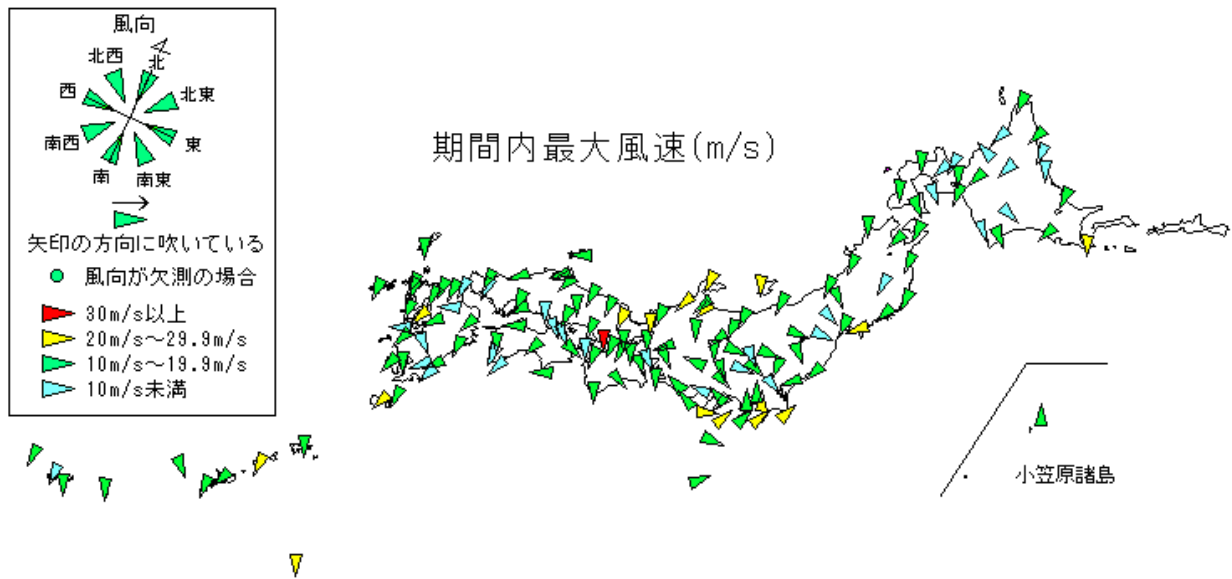 風向
北西
北
西
北東
南西
東
南
南東
矢印の方向に吹いている
風向が欠測の場合
30m/s以上
20m/s～29.9m/s
10m/s～19.9m/s
10m/s未満
期間内最大風速(m/s)
小笠原諸島